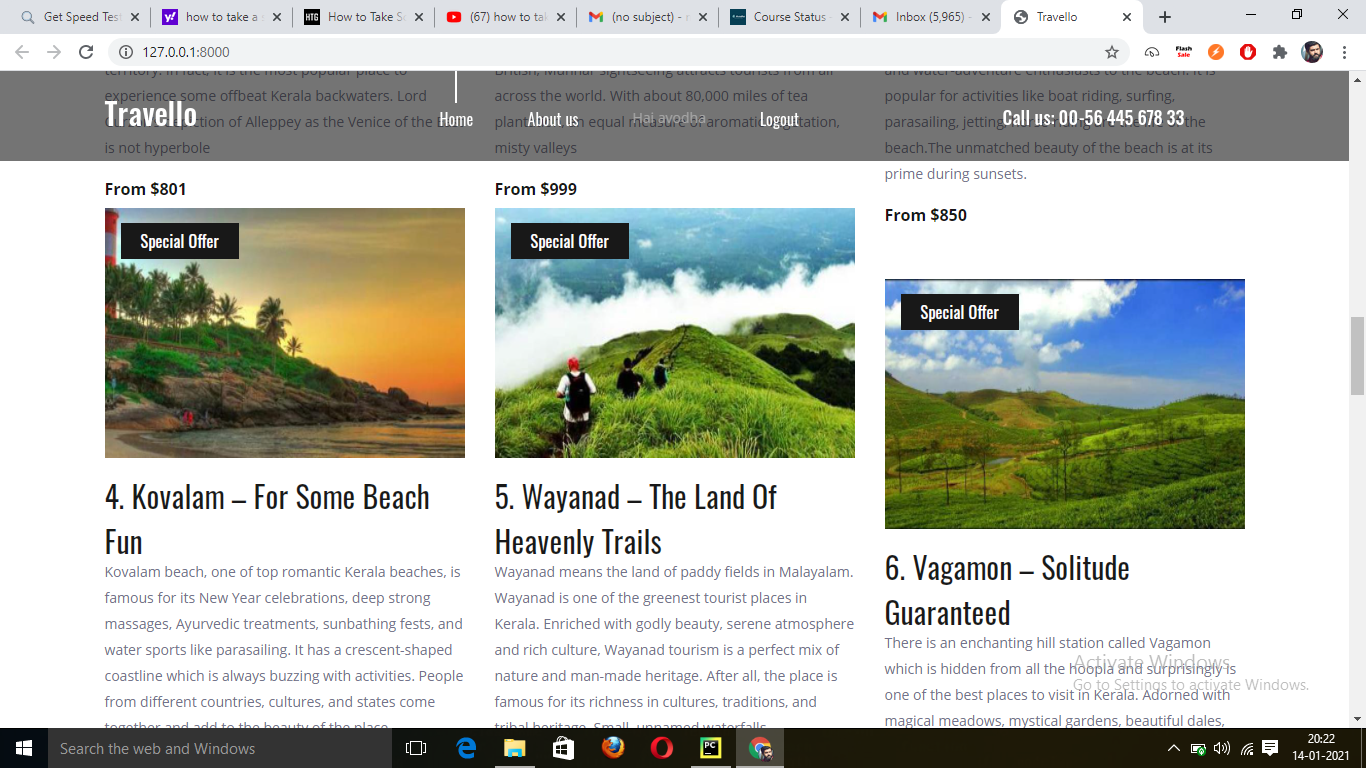 Get Speed Test
how to take a s
How to Take Sc
(67) how to tak
(no subject) - r
Course Status -
Inbox (5,965) -
Travello
127.0.0.1:8000
territory. In fact, it is the most popular place to
experience some offbeat Kerala backwaters. Lord
of Alleppey as the Venice of the
is not hyperbole
British, Munnar sightseeing attracts tourists from all
across the world. With about 80,000 miles of tea
equal measure of aromatic
misty valleys
and water-adventure enthusiasts to the beach. It is
popular for activities like boat riding, surfing,
parasailing, jetting,
beach.The unmatched beauty of the beach is at its
prime during sunsets.
Travello
Home
About us
Hai avodha
Logout
Call us: 00-56 445 678 33
From $801
From $999
From $850
Special Offer
4. Kovalam – For Some Beach
Fun
Kovalam beach, one of top romantic Kerala beaches, is
famous for its New Year celebrations, deep strong
massages, Ayurvedic treatments, sunbathing fests, and
water sports like parasailing. It has a crescent-shaped
coastline which is always buzzing with activities. People
from different countries, cultures, and states come
together and add to the beauty of the place
Special Offer
5. Wayanad – The Land Of
Heavenly Trails
Wayanad means the land of paddy fields in Malayalam.
Wayanad is one of the greenest tourist places in
Kerala. Enriched with godly beauty, serene atmosphere
and rich culture, Wayanad tourism is a perfect mix of
nature and man-made heritage. After all, the place is
famous for its richness in cultures, traditions, and
tribal heritage. Small, unnamed waterfalls
Special Offer
6. Vagamon – Solitude
Guaranteed
There is an enchanting hill station called Vagamon
which is hidden from all the hoopla and surprisingly is
one of the best places to visit in Kerala. Adorned with
magical meadows, mystical gardens, beautiful dales,
Activate Windows
Go to Settings to activate Windows.
Search the web and Windows
20:22
14-01-2021